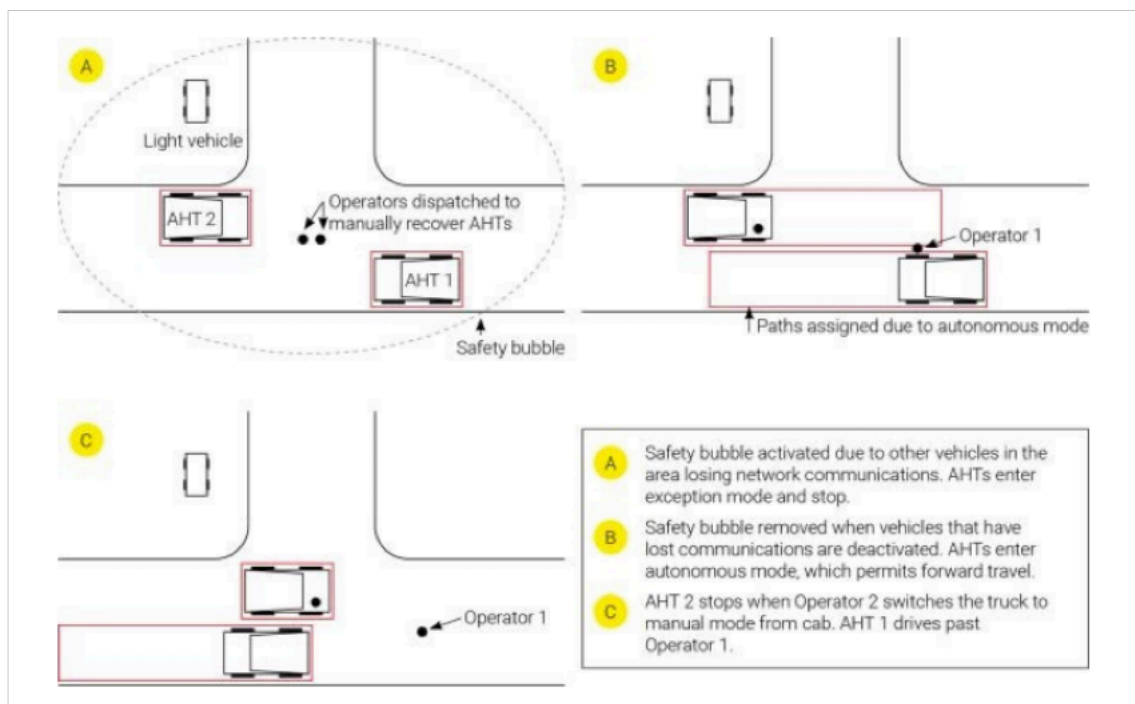 A
Light vehicle
AHT 2
Operators dispatched to
manually recover AHTs
AHT 1
Safety bubble
B
Operator 1
Paths assigned due to autonomous mode
C
Operator 1
A
Safety bubble activated due to other vehicles in the
area losing network communications. AHTs enter
exception mode and stop.
B
Safety bubble removed when vehicles that have
lost communications are deactivated. AHTs enter
autonomous mode, which permits forward travel.
C
AHT 2 stops when Operator 2 switches the truck to
manual mode from cab. AHT 1 drives past
Operator 1.